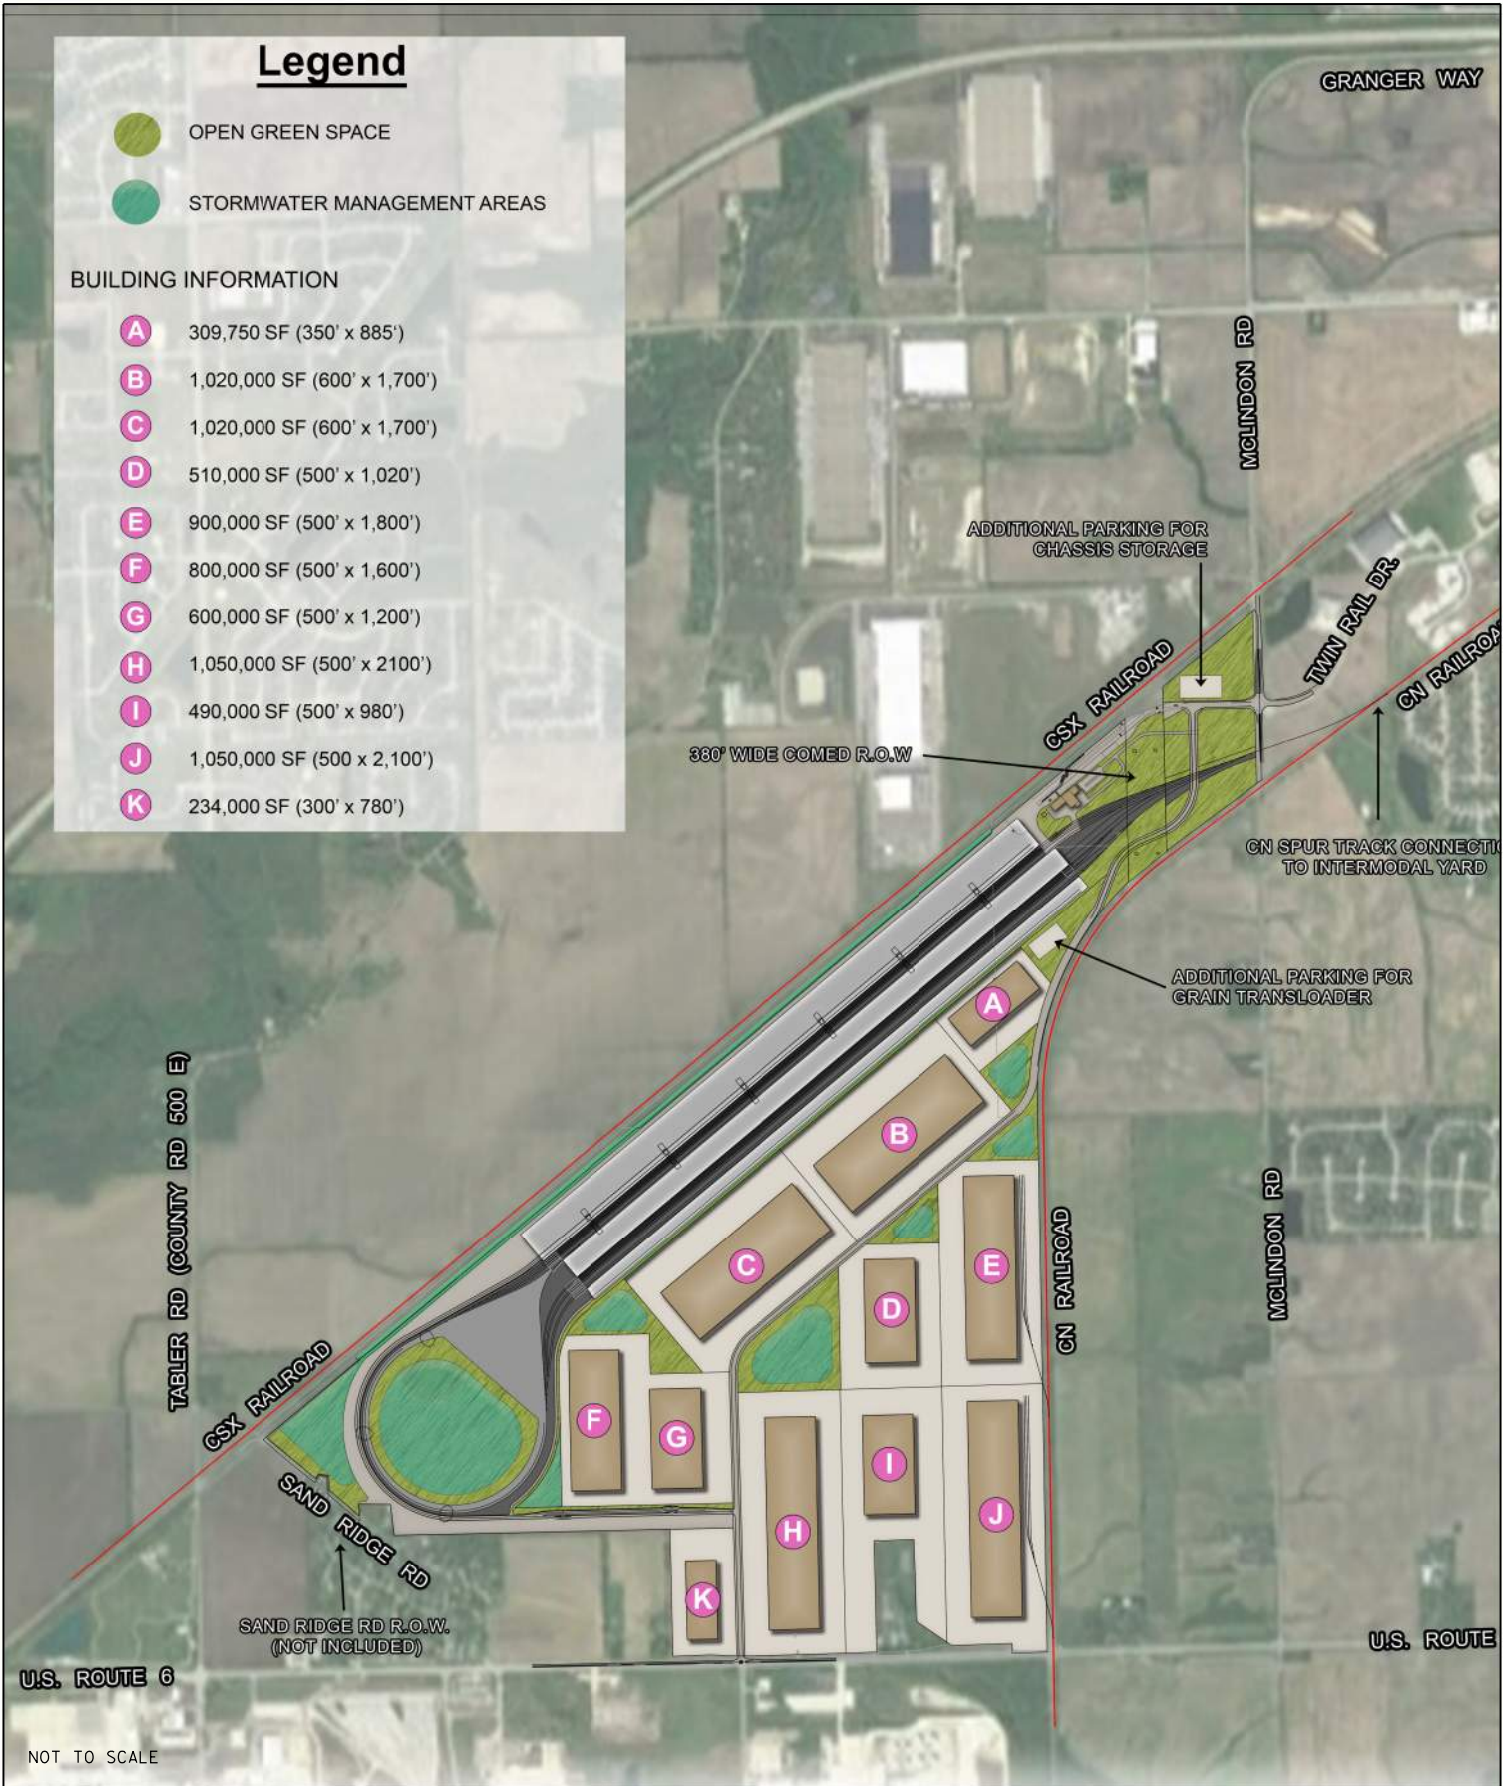 Legend
OPEN GREEN SPACE
STORMWATER MANAGEMENT AREAS
BUILDING INFORMATION
A 309,750 SF (350' x 885')
B 1,020,000 SF (600' x 1,700')
C 1,020,000 SF (600' x 1,700')
D 510,000 SF (500' x 1,020')
E 900,000 SF (500' x 1,800')
F 800,000 SF (500' x 1,600')
G 600,000 SF (500' x 1,200')
H 1,050,000 SF (500' x 2100')
I 490,000 SF (500' x 980')
J 1,050,000 SF (500 x 2,100')
K 234,000 SF (300' x 780')
GRANGER WAY
MCLINDON RD
ADDITIONAL PARKING FOR
CHASSIS STORAGE
TWIN RAIL DR.
CN RAILROA
CSX RAILROAD
380' WIDE COMED R.O.W
CN SPUR TRACK CONNECTIO
TO INTERMODAL YARD
ADDITIONAL PARKING FOR
GRAIN TRANSLOADER
A
B
C
D
E
F
G
H
I
J
K
TABLER RD (COUNTY RD 500 E)
CN RAILROAD
MCLINDON RD
CSX RAILROAD
SAND RIDGE RD
SAND RIDGE RD R.O.W.
(NOT INCLUDED)
U.S. ROUTE 6
U.S. ROUTE
NOT TO SCALE